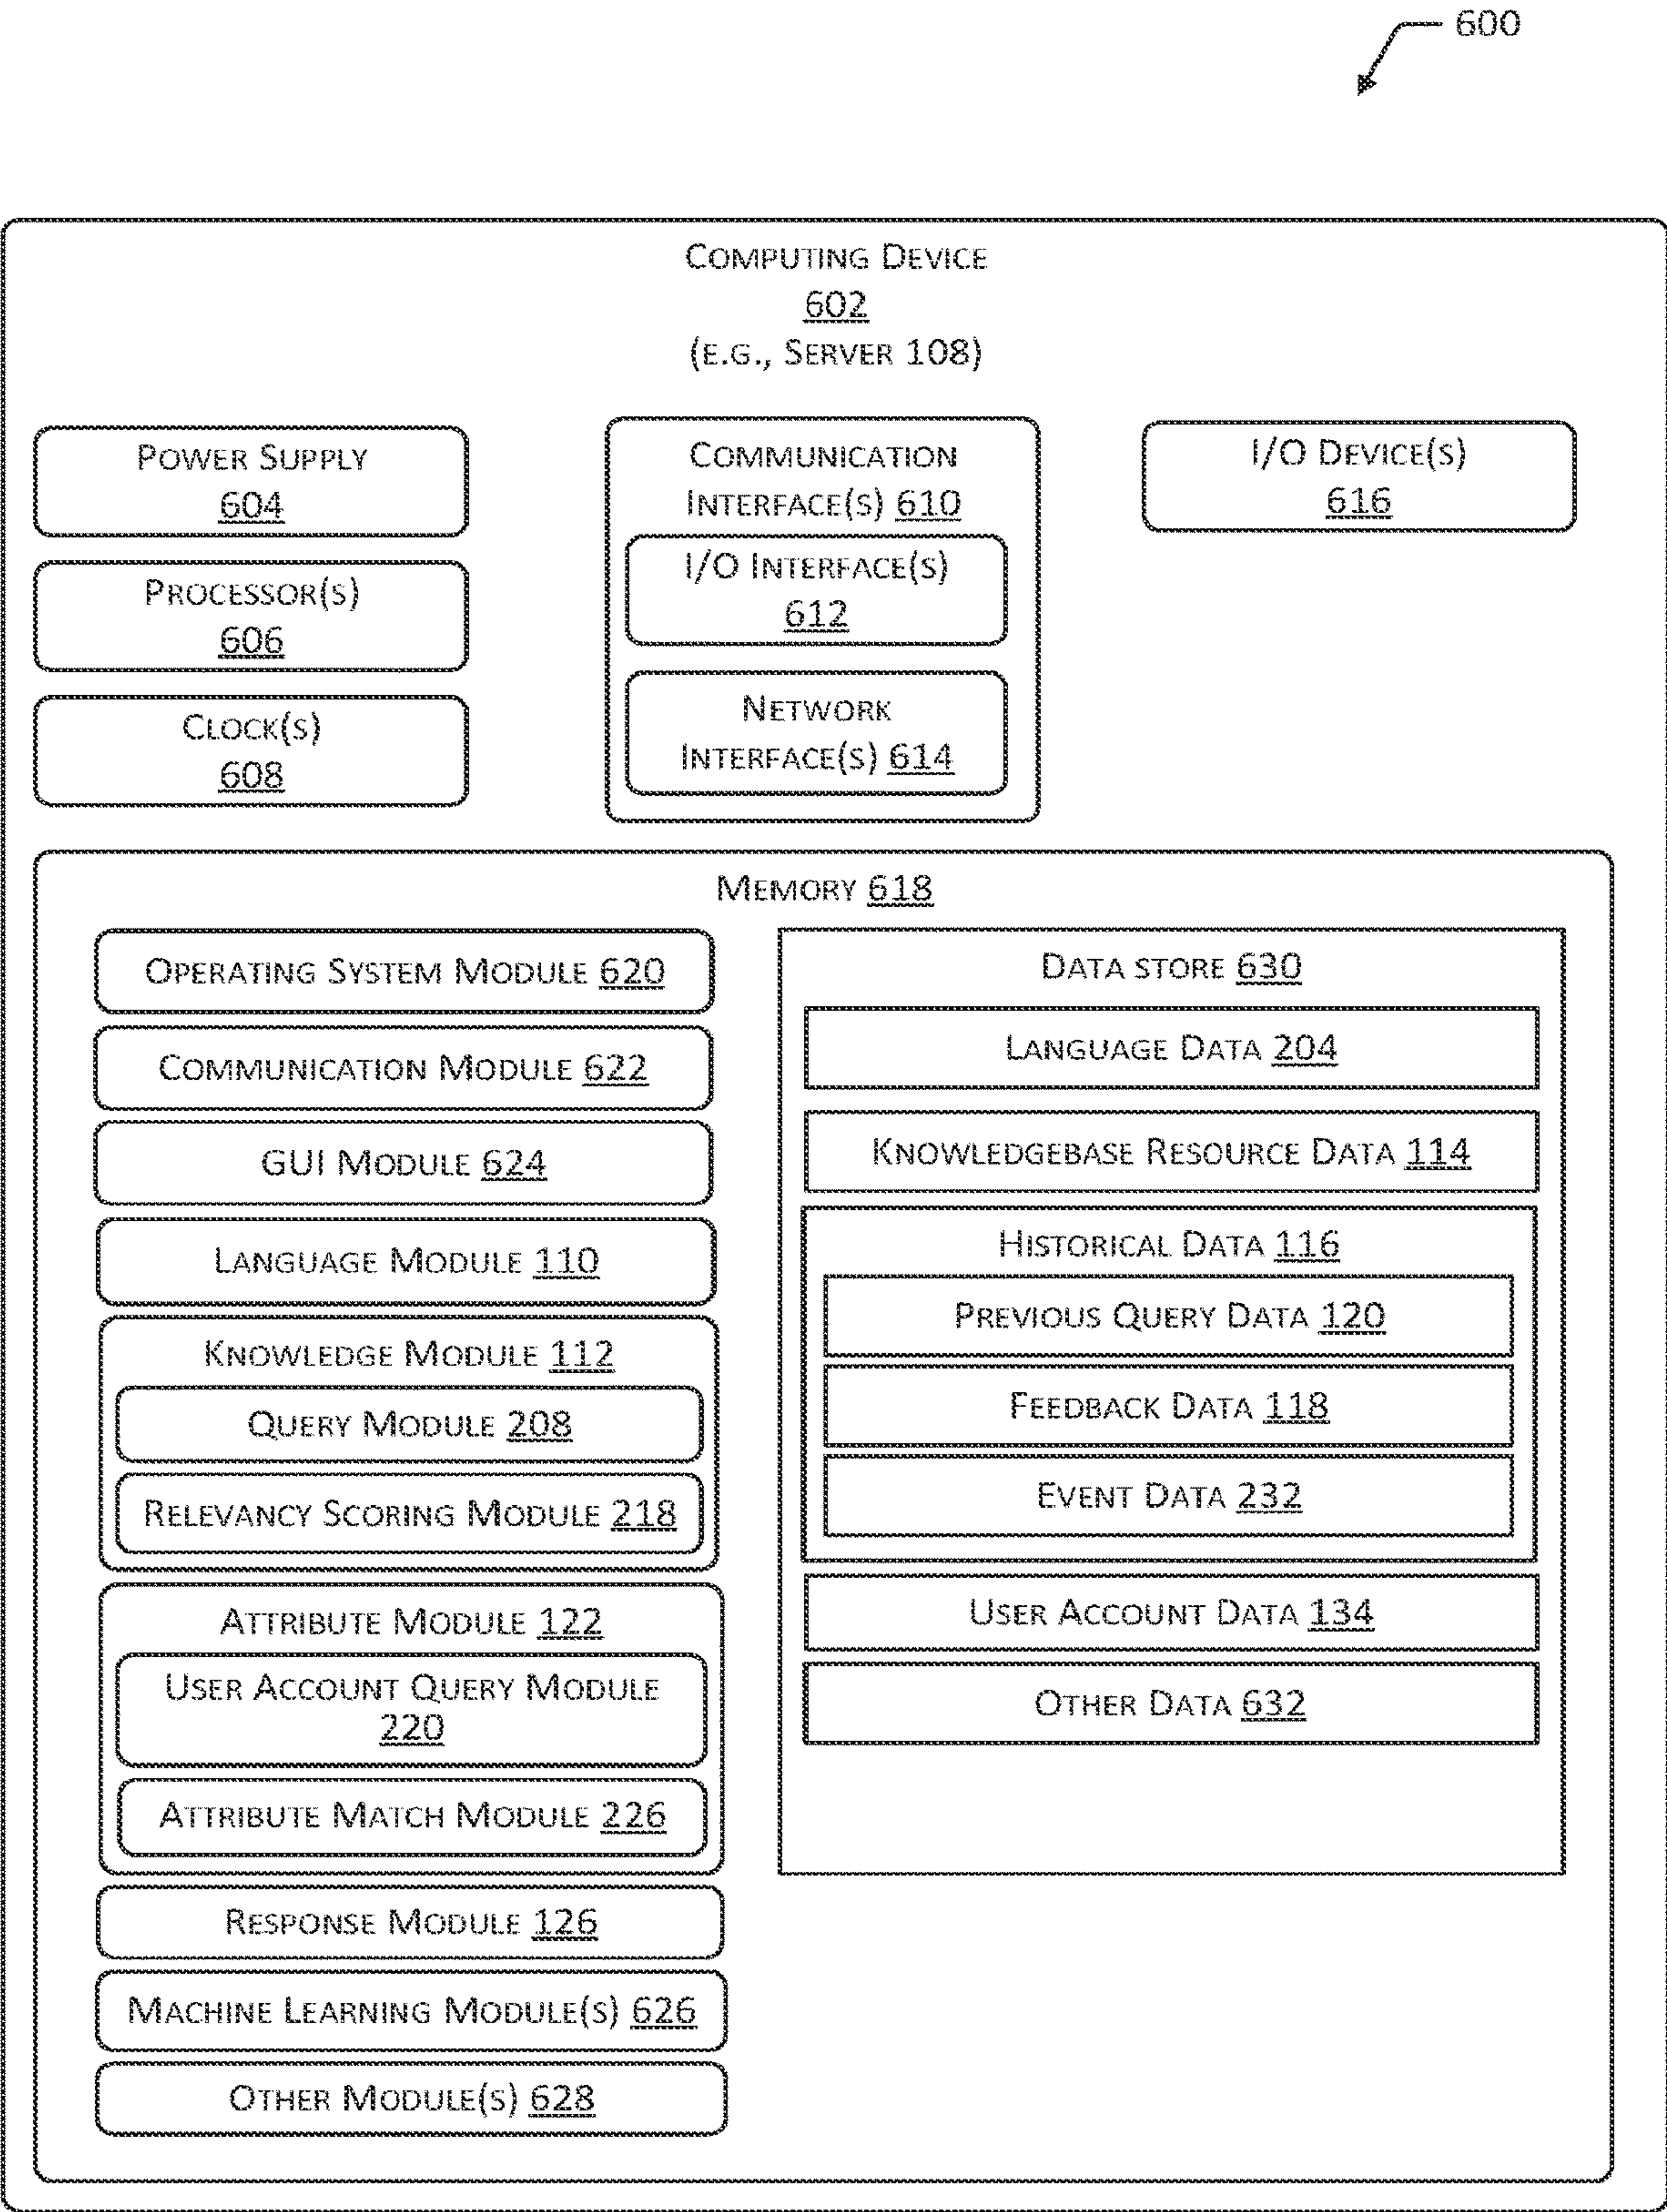 600
COMPUTING DEVICE
602
(E.G., SERVER 108)
POWER SUPPLY
604
PROCESSOR(S)
606
CLOCK(S)
608
COMMUNICATION
INTERFACE(S) 610
I/O INTERFACE(S)
612
NETWORK
INTERFACE(S) 614
I/O DEVICE(S)
616
MEMORY 618
OPERATING SYSTEM MODULE 620
COMMUNICATION MODULE 622
GUI MODULE 624
LANGUAGE MODULE 110
KNOWLEDGE MODULE 112
QUERY MODULE 208
RELEVANCY SCORING MODULE 218
ATTRIBUTE MODULE 122
USER ACCOUNT QUERY MODULE
220
ATTRIBUTE MATCH MODULE 226
RESPONSE MODULE 126
MACHINE LEARNING MODULE(S) 626
OTHER MODULE(S) 628
DATA STORE 630
LANGUAGE DATA 204
KNOWLEDGEBASE RESOURCE DATA 114
HISTORICAL DATA 116
PREVIOUS QUERY DATA 120
FEEDBACK DATA 118
EVENT DATA 232
USER ACCOUNT DATA 134
OTHER DATA 632